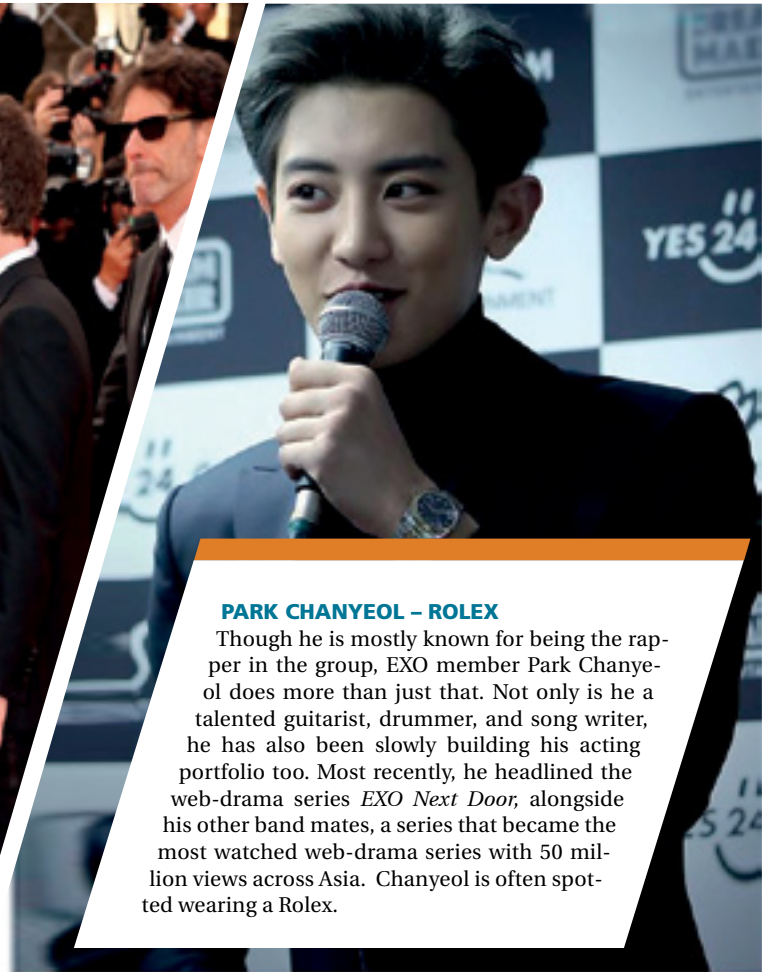 YES 24
24
PARK CHANYEOL – ROLEX
Though he is mostly known for being the rap-
per in the group, EXO member Park Chanye-
ol does more than just that. Not only is he a
talented guitarist, drummer, and song writer,
he has also been slowly building his acting
portfolio too. Most recently, he headlined the
web-drama series EXO Next Door, alongside
his other band mates, a series that became the
most watched web-drama series with 50 mil-
lion views across Asia. Chanyeol is often spot-
ted wearing a Rolex.